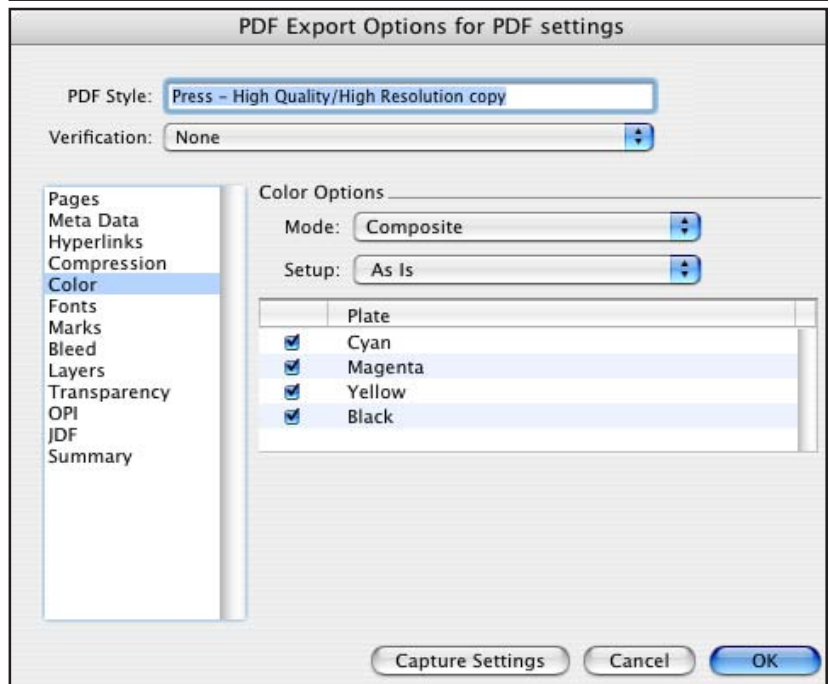 PDF Export Options for PDF settings
PDF Style: Press – High Quality/High Resolution copy
Verification: None
Pages
Meta Data
Hyperlinks
Compression
Color
Fonts
Marks
Bleed
Layers
Transparency
OPI
JDF
Summary
Color Options
Mode: Composite
Setup: As Is
Plate
Cyan
Magenta
Yellow
Black
Capture Settings Cancel OK